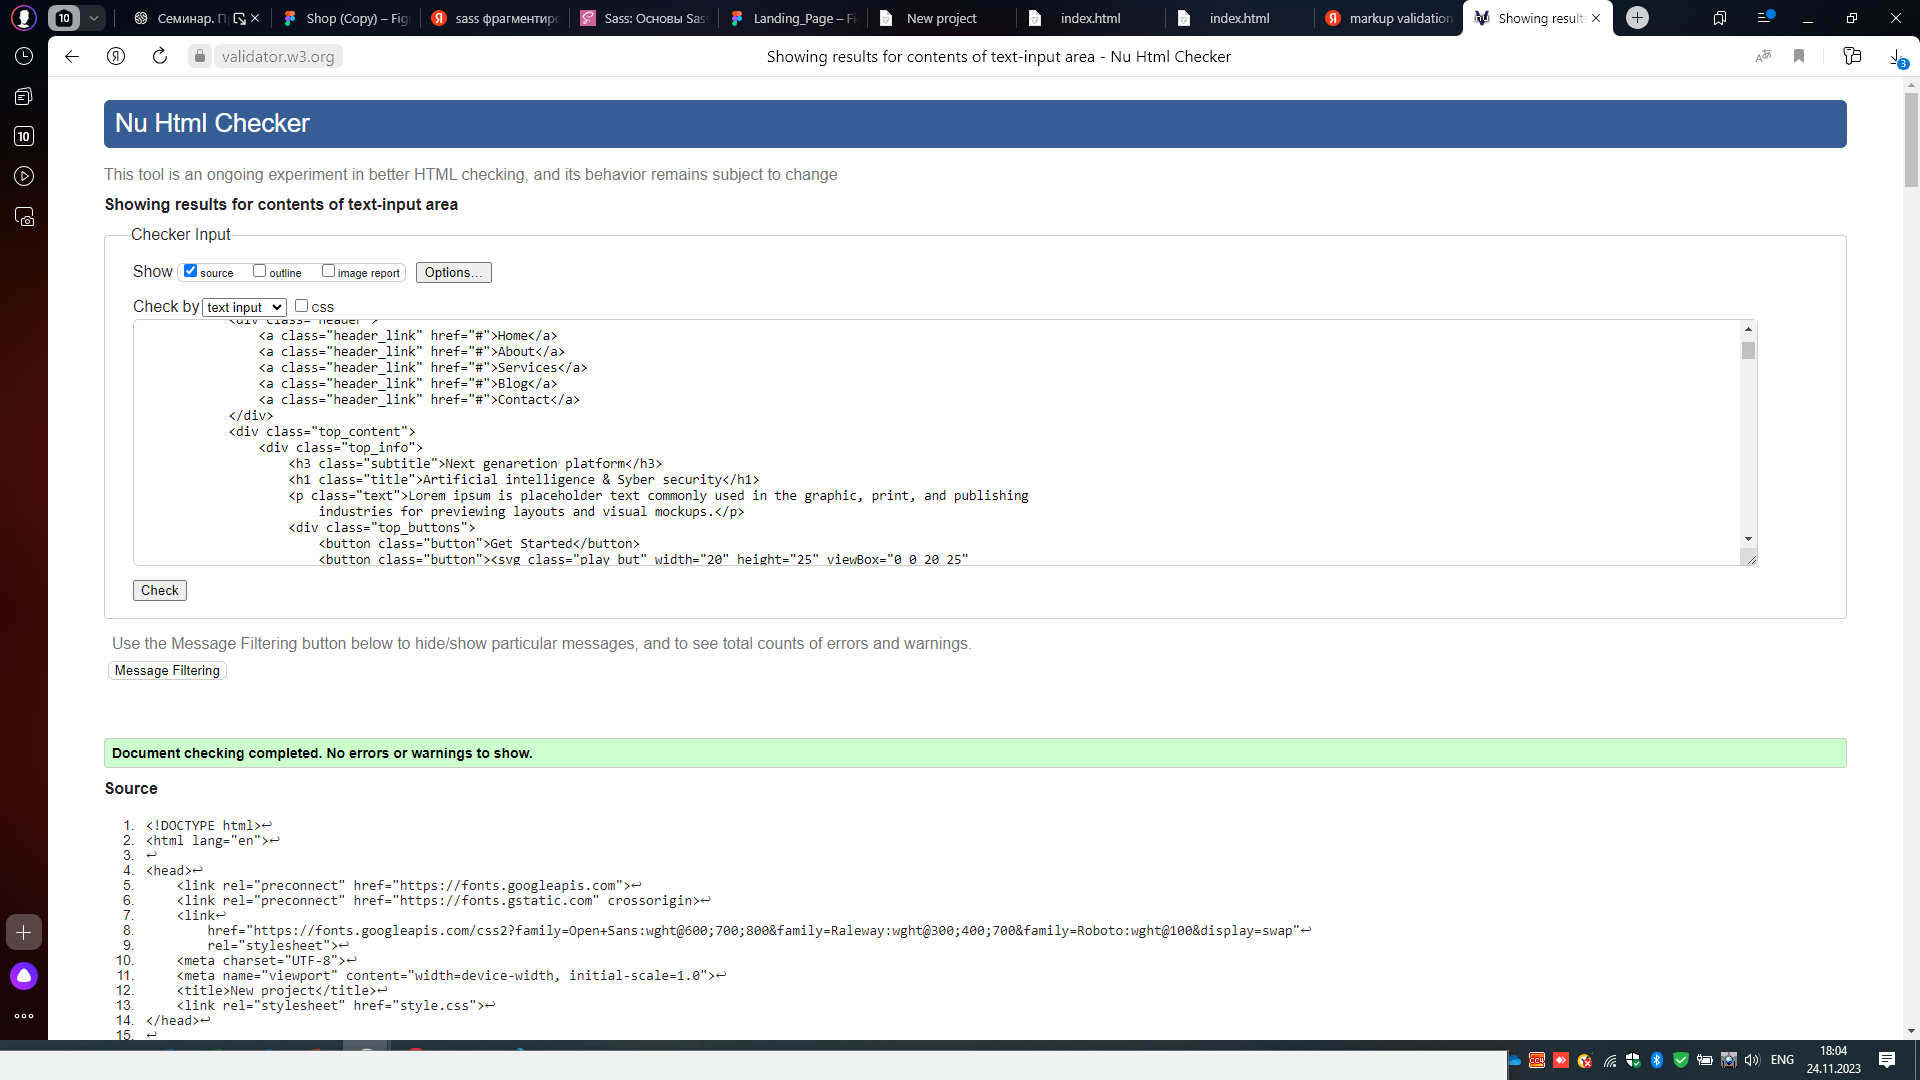 10
Семинар. П
Shop (Copy) – Fig
sass фрагментиро
Sass: Основы Sas
Landing_Page – Fi
New project
index.html
index.html
markup validation
Showing results
validator.w3.org
Showing results for contents of text-input area - Nu Html Checker
3
10
Nu Html Checker
This tool is an ongoing experiment in better HTML checking, and its behavior remains subject to change
Showing results for contents of text-input area
Checker Input
Show source outline image report Options...
Check by text input css
<div class="header">
<a class="header_link" href="#">Home</a>
<a class="header_link" href="#">About</a>
<a class="header_link" href="#">Services</a>
<a class="header_link" href="#">Blog</a>
<a class="header_link" href="#">Contact</a>
</div>
<div class="top_content">
<div class="top_info">
<h3 class="subtitle">Next genaretion platform</h3>
<h1 class="title">Artificial intelligence & Syber security</h1>
<p class="text">Lorem ipsum is placeholder text commonly used in the graphic, print, and publishing
industries for previewing layouts and visual mockups.</p>
<div class="top_buttons">
<button class="button">Get Started</button>
<button class="button"><svg class="play_but" width="20" height="25" viewBox="0 0 20 25"
Check
Use the Message Filtering button below to hide/show particular messages, and to see total counts of errors and warnings.
Message Filtering
Document checking completed. No errors or warnings to show.
Source
1. <!DOCTYPE html>↩
2. <html lang="en">↩
3. ↩
4. <head>↩
5. <link rel="preconnect" href="https://fonts.googleapis.com">↩
6. <link rel="preconnect" href="https://fonts.gstatic.com" crossorigin>↩
7. <link↩
8. href="https://fonts.googleapis.com/css2?family=Open+Sans:wght@600;700;800&family=Raleway:wght@300;400;700&family=Roboto:wght@100&display=swap"↩
9. rel="stylesheet">↩
10. <meta charset="UTF-8">↩
11. <meta name="viewport" content="width=device-width, initial-scale=1.0">↩
12. <title>New project</title>↩
13. <link rel="stylesheet" href="style.css">↩
14. </head>↩
15. ↩
ENG
18:04
24.11.2023